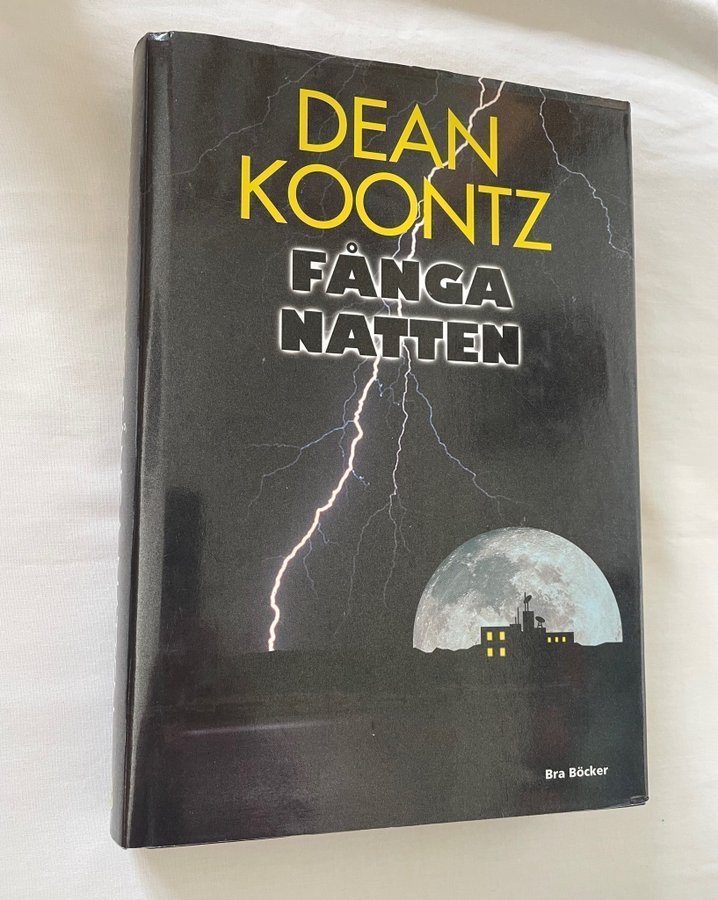 DEAN
KOONTZ
FÅNGA
NATTEN
Bra Böcker